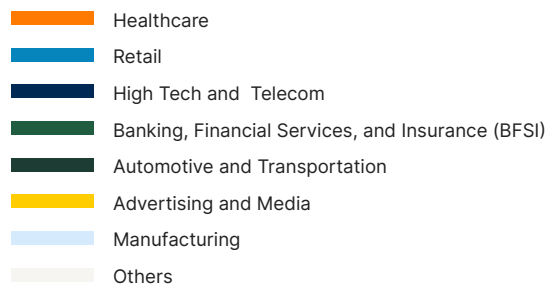 Healthcare
Retail
High Tech and  Telecom
Banking, Financial Services, and Insurance (BFSI)
Automotive and Transportation
Advertising and Media
Manufacturing
Others